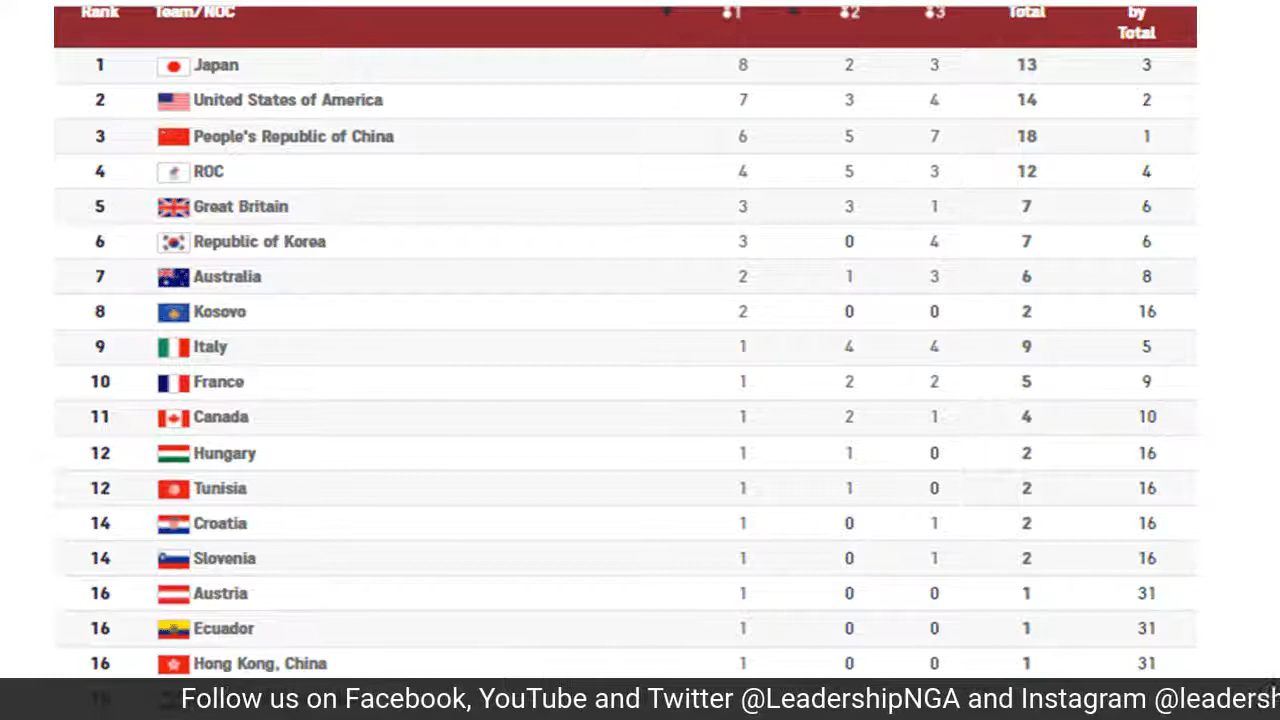 Rank Team/NOC 1 2 3 Total by Total
1 Japan 8 2 3 13 3
2 United States of America 7 3 4 14 2
3 People's Republic of China 6 5 7 18 1
4 ROC 4 5 3 12 4
5 Great Britain 3 3 1 7 6
6 Republic of Korea 3 0 4 7 6
7 Australia 2 1 3 6 8
8 Kosovo 2 0 0 2 16
9 Italy 1 4 4 9 5
10 France 1 2 2 5 9
11 Canada 1 2 1 4 10
12 Hungary 1 1 0 2 16
12 Tunisia 1 1 0 2 16
14 Croatia 1 0 1 2 16
14 Slovenia 1 0 1 2 16
16 Austria 1 0 0 1 31
16 Ecuador 1 0 0 1 31
16 Hong Kong, China 1 0 0 1 31
Follow us on Facebook, YouTube and Twitter @LeadershipNGA and Instagram @leadersh